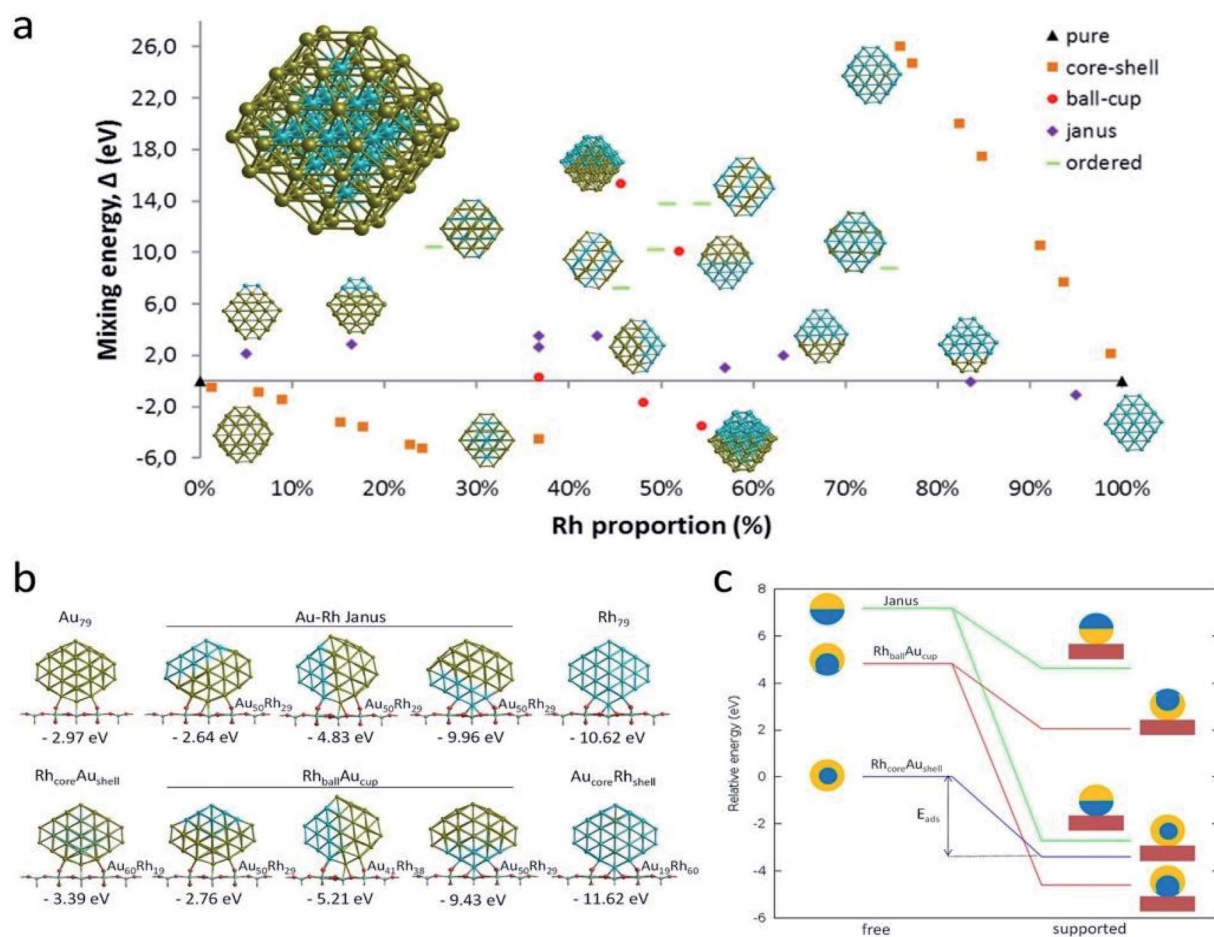 a
Mixing energy, Δ (eV)
26,0
22,0
18,0
14,0
10,0
6,0
2,0
-2,0
-6,0
pure
core-shell
ball-cup
janus
ordered
0% 10% 20% 30% 40% 50% 60% 70% 80% 90% 100%
Rh proportion (%)
b
Au79 Au-Rh Janus Rh79
Au50Rh29 Au50Rh29 Au50Rh29
- 2.97 eV - 2.64 eV -4.83 eV -9.96 eV - 10.62 eV
RhcoreAushell RhballAucup AucoreRhshell
Au60Rh19 Au50Rh29 Au41Rh38 Au50Rh29 Au19Rh60
- 3.39 eV - 2.76 eV - 5.21 eV - 9.43 eV - 11.62 eV
c
Relative energy (eV)
8
6
4
2
0
-2
-4
-6
Janus
RhballAucup
RhcoreAushell
Eads
free supported